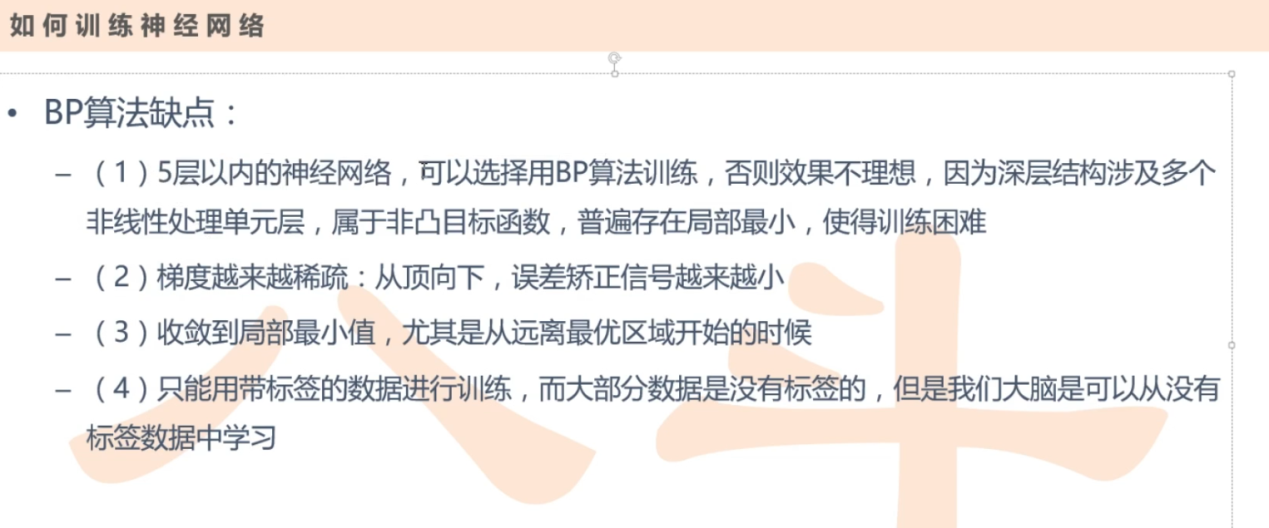 如何训练神经网络
• BP算法缺点：
– （1）5层以内的神经网络，可以选择用BP算法训练，否则效果不理想，因为深层结构涉及多个
非线性处理单元层，属于非凸目标函数，普遍存在局部最小，使得训练困难
– （2）梯度越来越稀疏：从顶向下，误差矫正信号越来越小
– （3）收敛到局部最小值，尤其是从远离最优区域开始的时候
– （4）只能用带标签的数据进行训练，而大部分数据是没有标签的，但是我们大脑是可以从没有
标签数据中学习
八斗